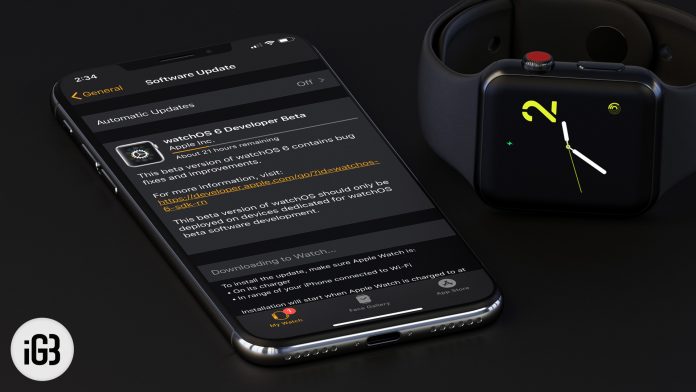 2:34
General
Software Update
Automatic Updates
Off
watchOS 6 Developer Beta
Apple Inc.
About 21 hours remaining
This beta version of watchOS 6 contains bug
fixes and improvements.
For more information, visit:
https://developer.apple.com/go/?id=watchos-
6-sdk-rn
This beta version of watchOS should only be
deployed on devices dedicated for watchOS
beta software development.
Downloading to Watch...
To install the update, make sure Apple Watch is:
• On its charger
• In range of your iPhone connected to Wi-Fi
Installation will start when Apple Watch is charged to at
1
My Watch
Face Gallery
App Store
2
iGB